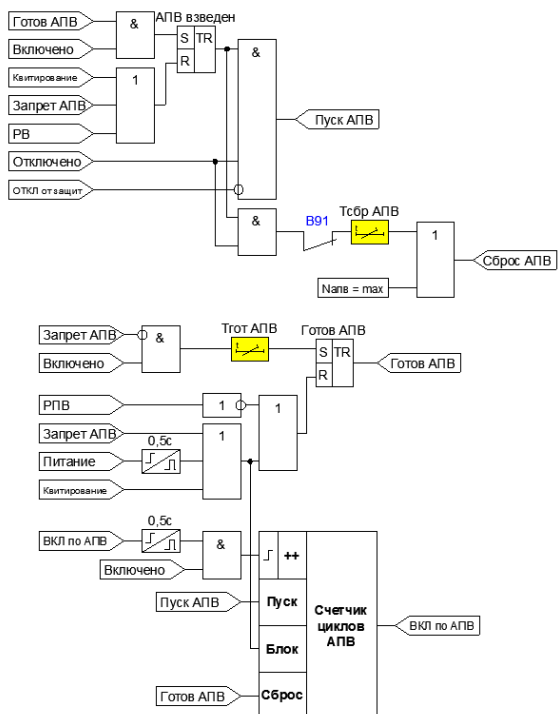 Готов АПВ
&
АПВ взведен
S TR
R
&
Включено
Квитирование
1
Запрет АПВ
РВ
Пуск АПВ
Отключено
ОТКЛ от защит
&
В91
Тсбр АПВ
1
Сброс АПВ
Nапв = max
Запрет АПВ
&
Тгот АПВ
Готов АПВ
S TR
R
Включено
Готов АПВ
РПВ
1
1
Запрет АПВ
0,5с
1
Питание
Квитирование
ВКЛ по АПВ
0,5с
&
++
Включено
Пуск АПВ
Пуск
Счетчик
циклов
АПВ
ВКЛ по АПВ
Блок
Готов АПВ
Сброс